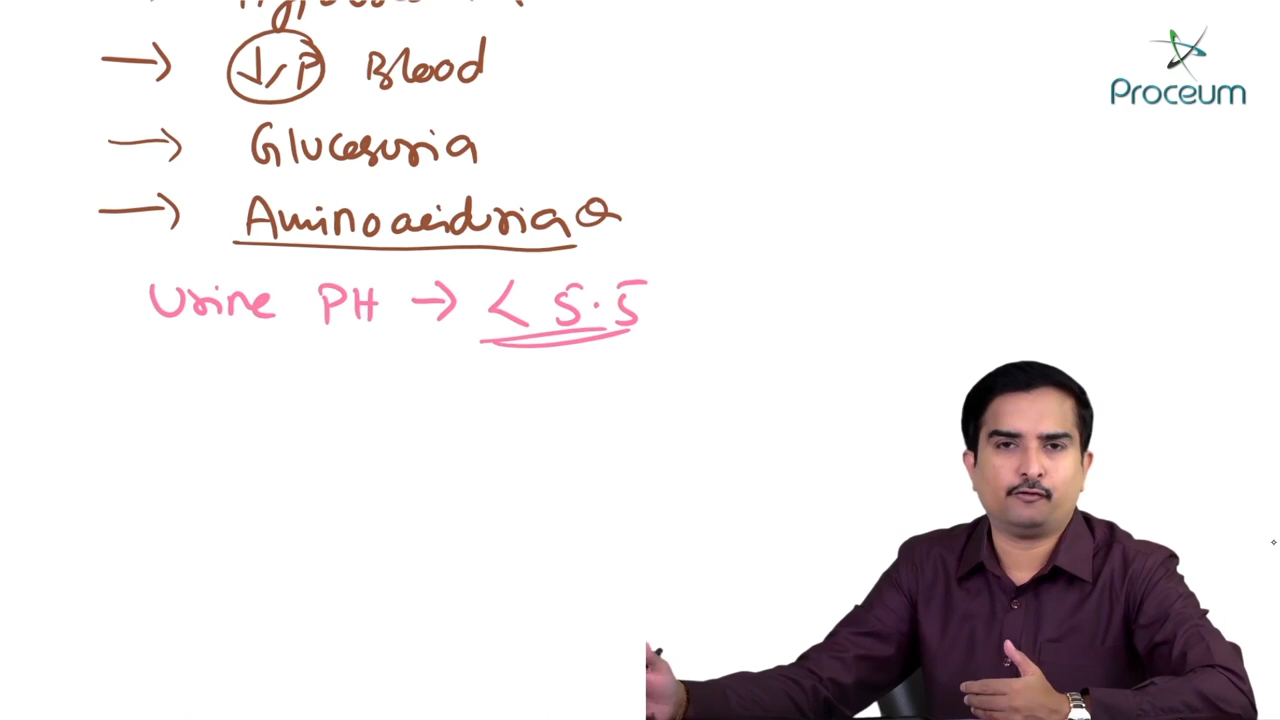 → ↓P Blood
Proceum
→ Glucosuria
→ Aminoaciduria
Urine PH → < 5.5